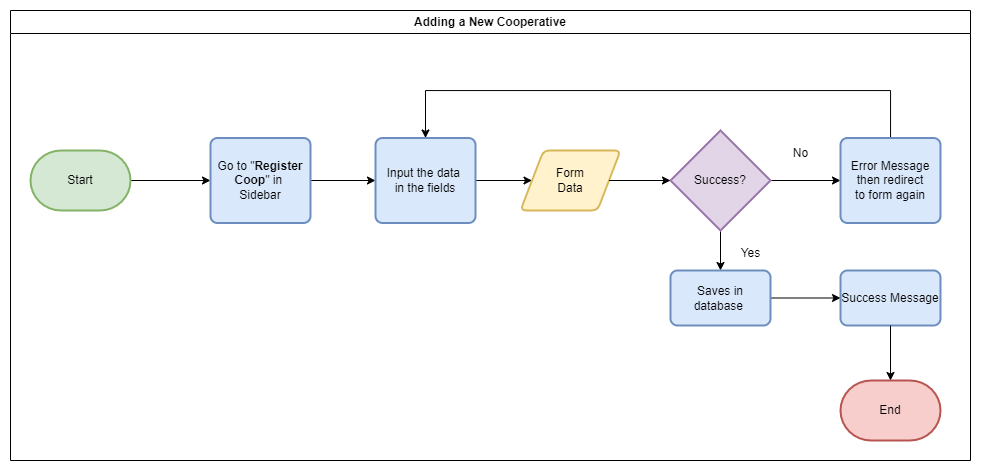 Adding a New Cooperative
Start
Go to "Register
Coop" in
Sidebar
Input the data
in the fields
Form
Data
Success?
No
Error Message
then redirect
to form again
Yes
Saves in
database
Success Message
End